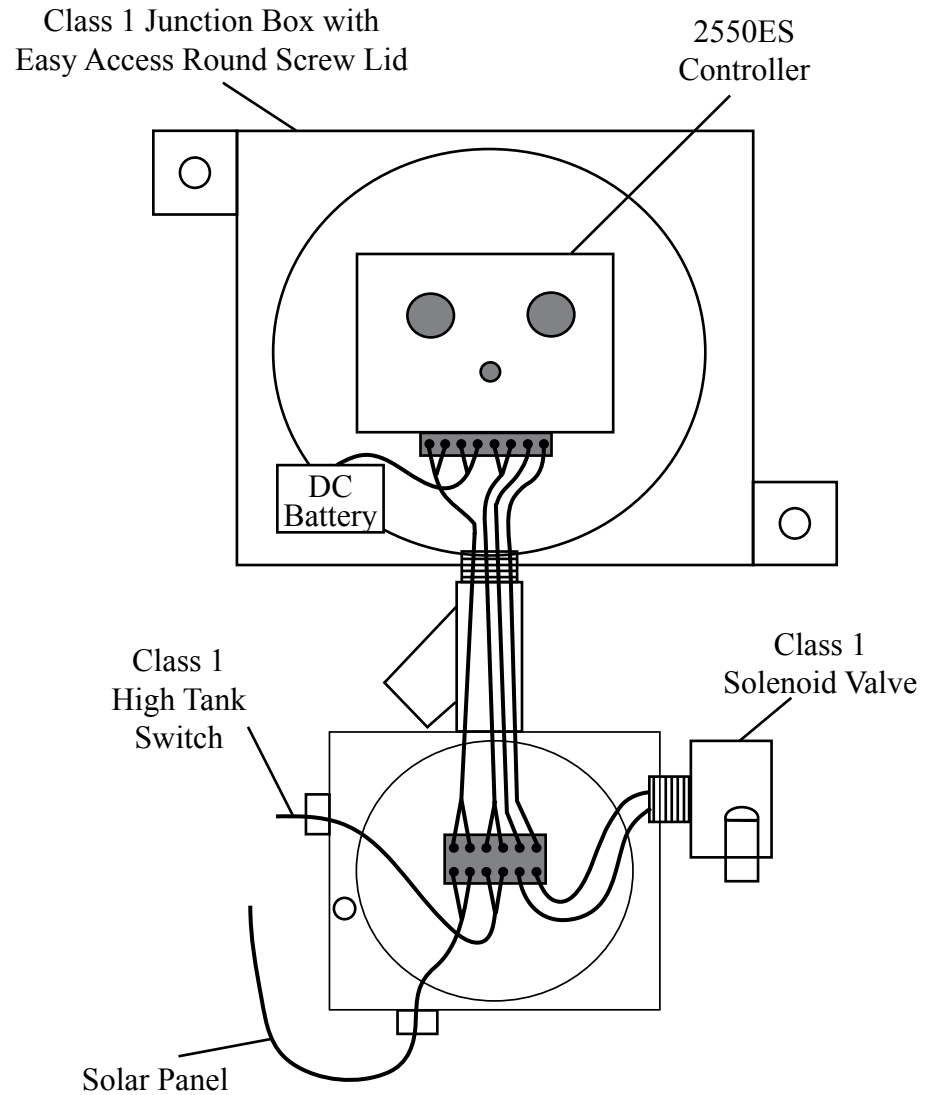 Class 1 Junction Box with
Easy Access Round Screw Lid
2550ES
Controller
DC
Battery
Class 1
High Tank
Switch
Class 1
Solenoid Valve
Solar Panel